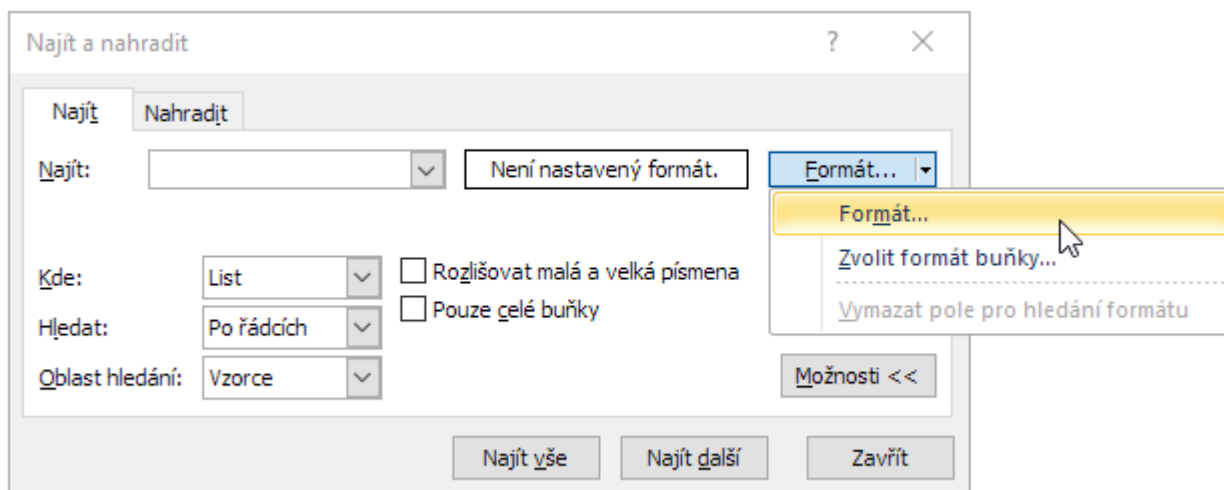 Najít a nahradit ?
Najít Nahradit
Najít: Není nastavený formát. Formát...
Formát...
Zvolit formát buňky...
Vymazat pole pro hledání formátu
Kde: List Rozlišovat malá a velká písmena
Hledat: Po řádcích Pouze celé buňky
Oblast hledání: Vzorce Možnosti <<
Najít vše Najít další Zavřít